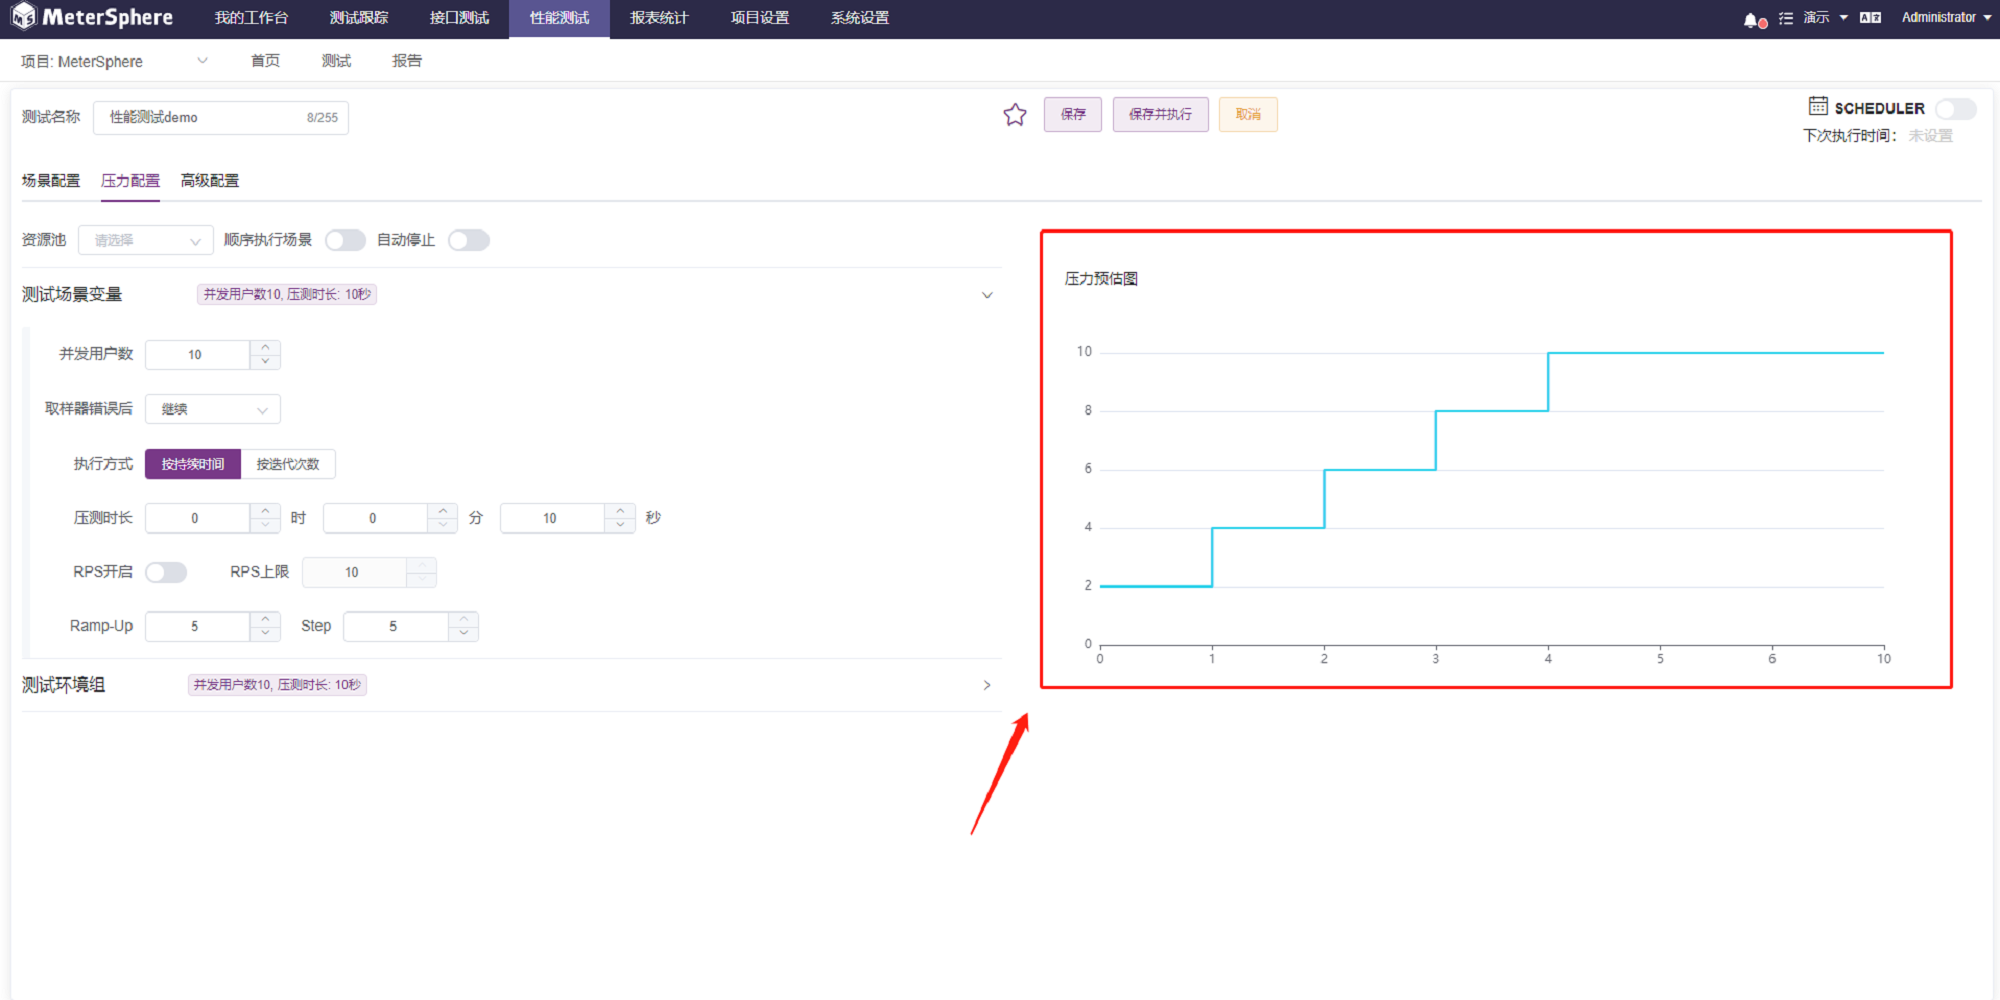 MeterSphere 我的工作台 测试跟踪 接口测试 性能测试 报表统计 项目设置 系统设置 演示 Administrator
项目: MeterSphere 首页 测试 报告
测试名称 性能测试demo 8/255 保存 保存并执行 取消 SCHEDULER
下次执行时间： 未设置
场景配置 压力配置 高级配置
资源池 请选择 顺序执行场景 自动停止
测试场景变量 并发用户数10, 压测时长: 10秒
并发用户数 10
取样器错误后 继续
执行方式 按持续时间 按迭代次数
压测时长 0 时 0 分 10 秒
RPS开启 RPS上限 10
Ramp-Up 5 Step 5
测试环境组 并发用户数10, 压测时长: 10秒
压力预估图
10
8
6
4
2
0
0 1 2 3 4 5 6 10